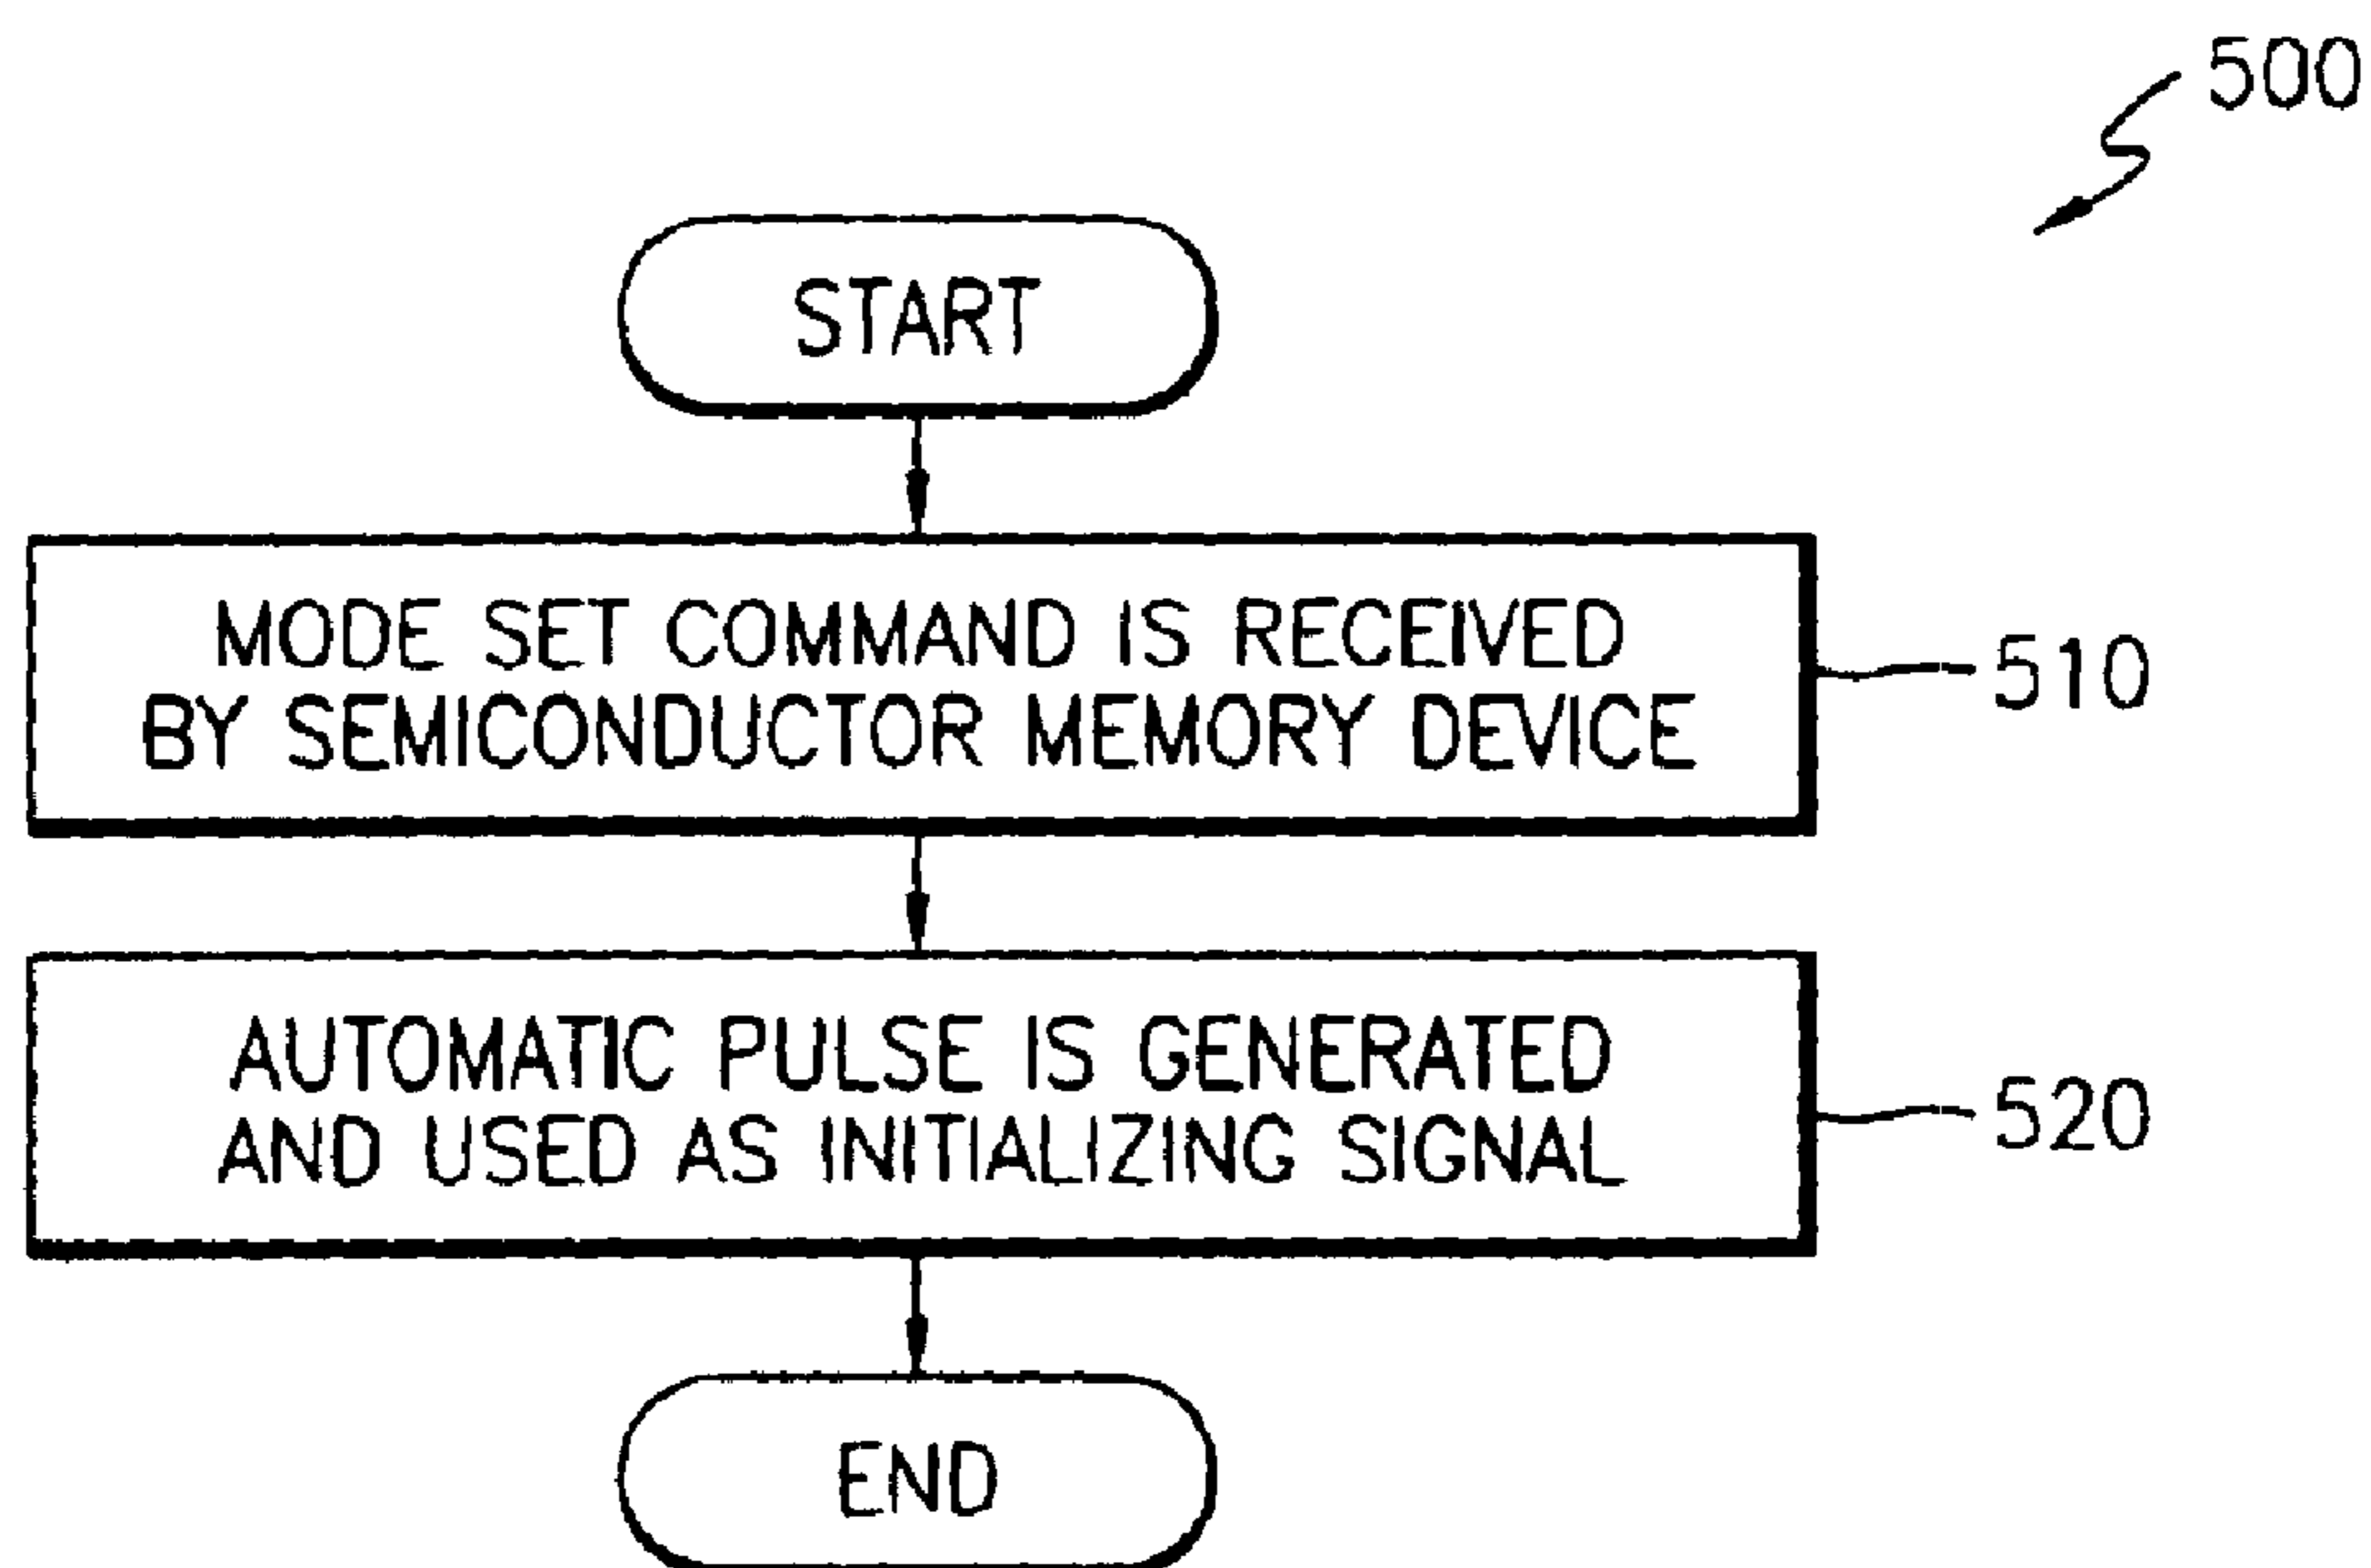 500
START
MODE SET COMMAND IS RECEIVED
BY SEMICONDUCTOR MEMORY DEVICE
510
AUTOMATIC PULSE IS GENERATED
AND USED AS INITIALIZING SIGNAL
520
END